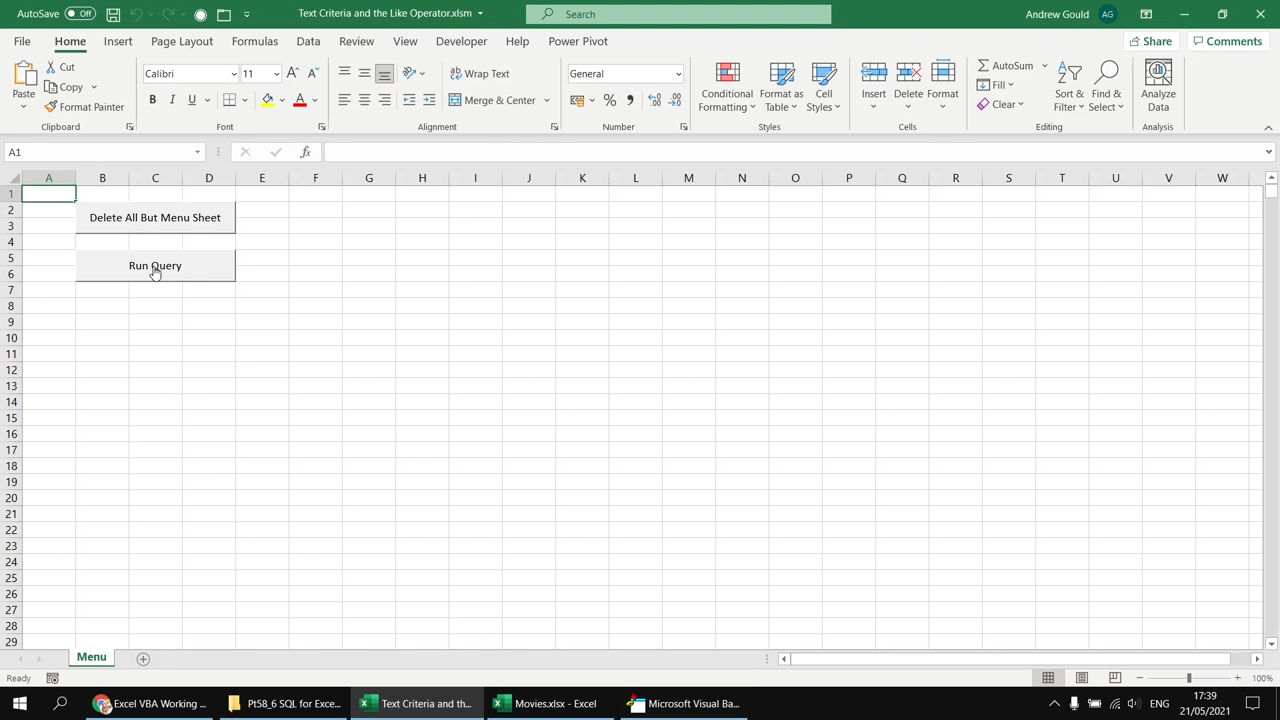 AutoSave Off Text Criteria and the Like Operator.xlsm Search Andrew Gould AG
File Home Insert Page Layout Formulas Data Review View Developer Help Power Pivot Share Comments
Paste Cut Copy Format Painter Clipboard
Calibri 11 B I U A Font
Wrap Text Merge & Center Alignment
General % , Number
Conditional Formatting Format as Table Cell Styles Styles
Insert Delete Format Cells
AutoSum Fill Clear Sort & Filter Find & Select Editing
Analyze Data Analysis
A1 fx
A B C D E F G H I J K L M N O P Q R S T U V W
1
2
Delete All But Menu Sheet
3
4
5
Run Query
6
7
8
9
10
11
12
13
14
15
16
17
18
19
20
21
22
23
24
25
26
27
28
29
Menu
Ready 100%
Excel VBA Working ... Pt58_6 SQL for Exce... Text Criteria and th... Movies.xlsx - Excel Microsoft Visual Ba... 17:39
21/05/2021